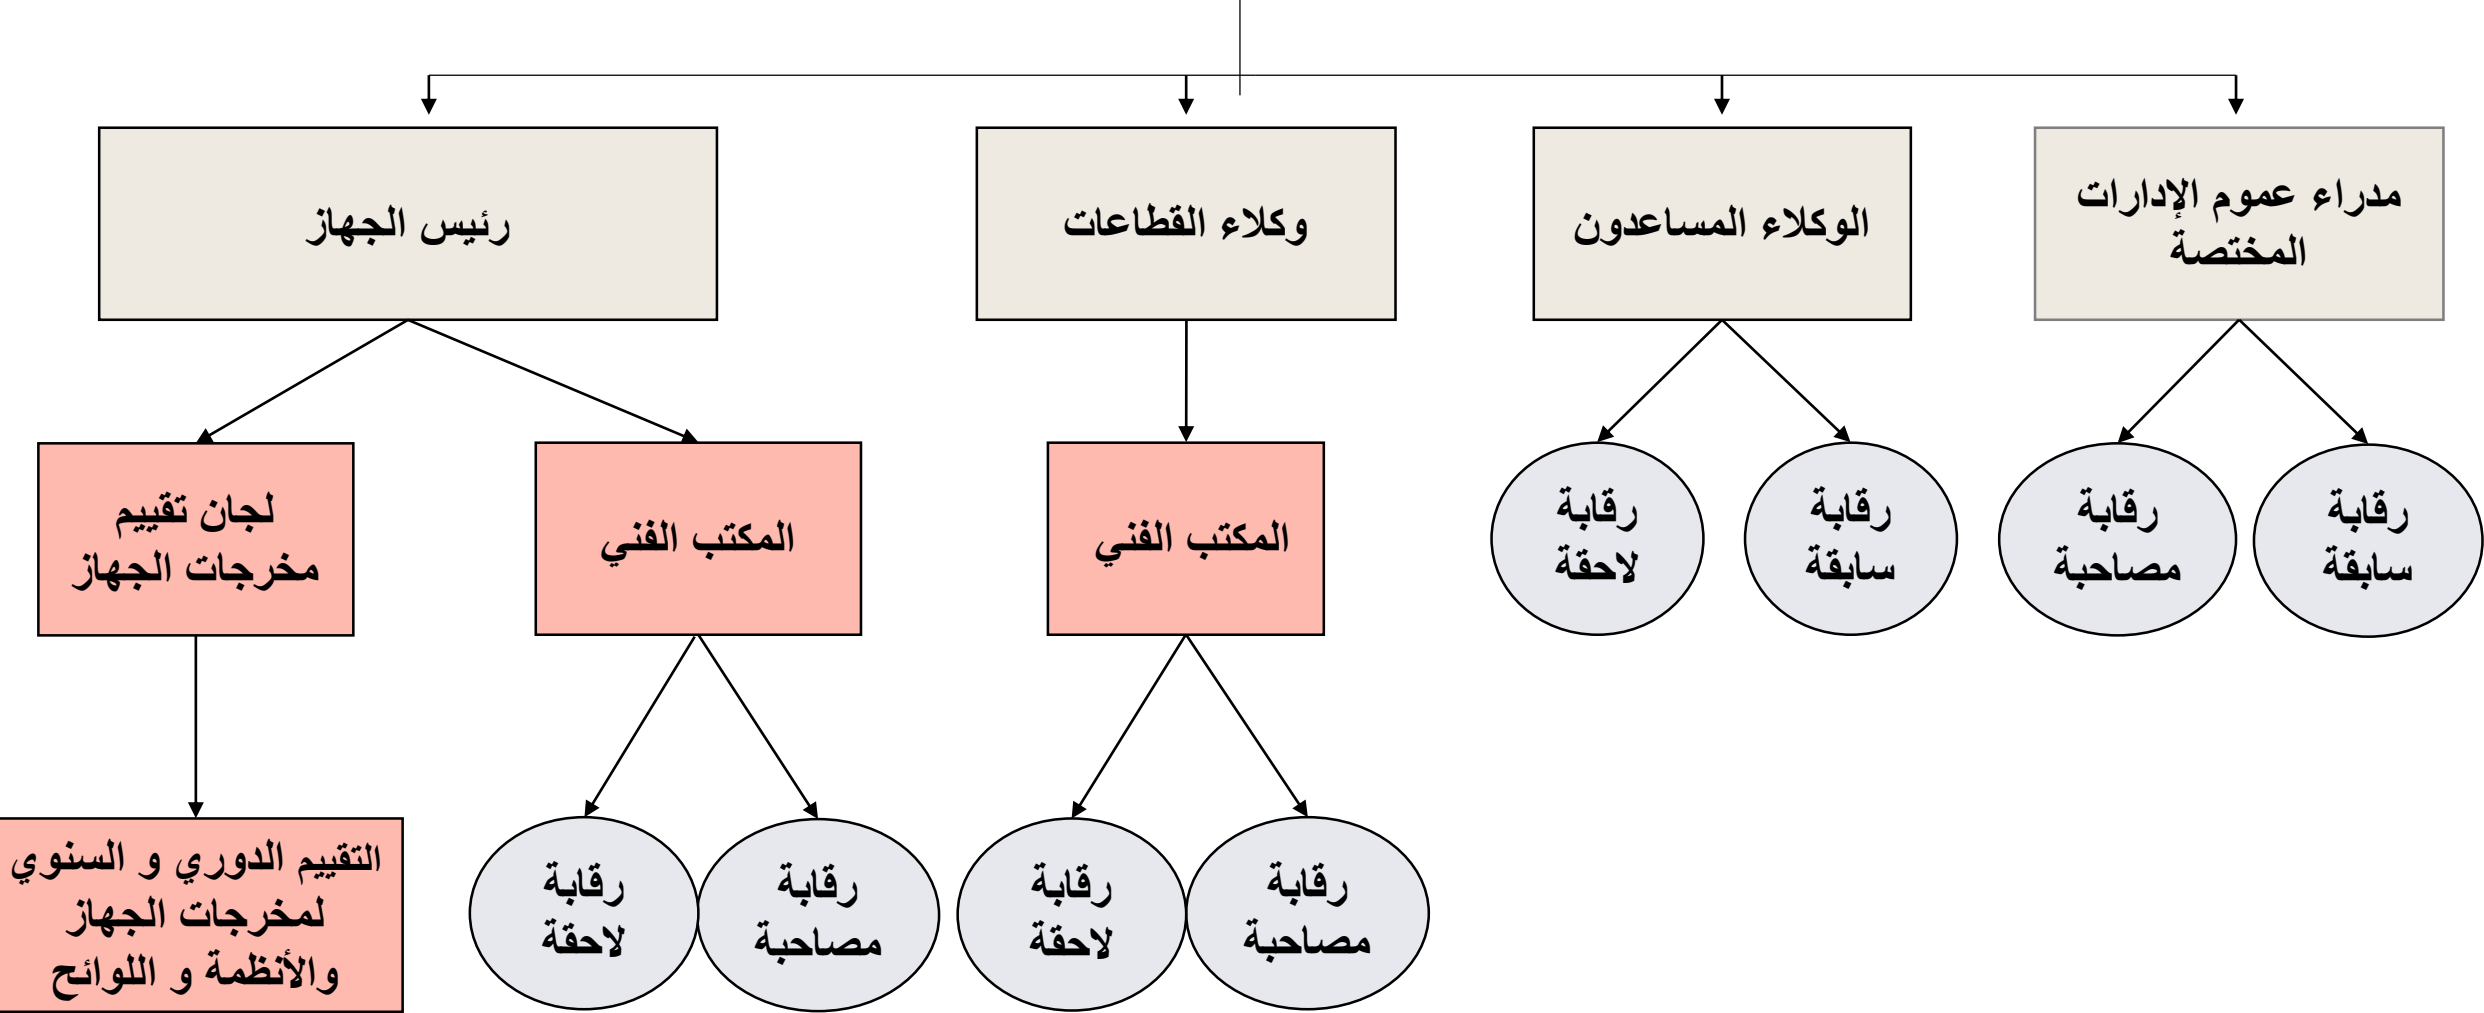 مدراء عموم الإدارات
المختصة
الوكلاء المساعدون
وكلاء القطاعات
رئيس الجهاز
رقابة
سابقة
رقابة
مصاحبة
رقابة
سابقة
رقابة
لاحقة
المكتب الفني
المكتب الفني
لجان تقييم
مخرجات الجهاز
رقابة
مصاحبة
رقابة
لاحقة
رقابة
مصاحبة
رقابة
لاحقة
التقييم الدوري و السنوي
لمخرجات الجهاز
والأنظمة و اللوائح